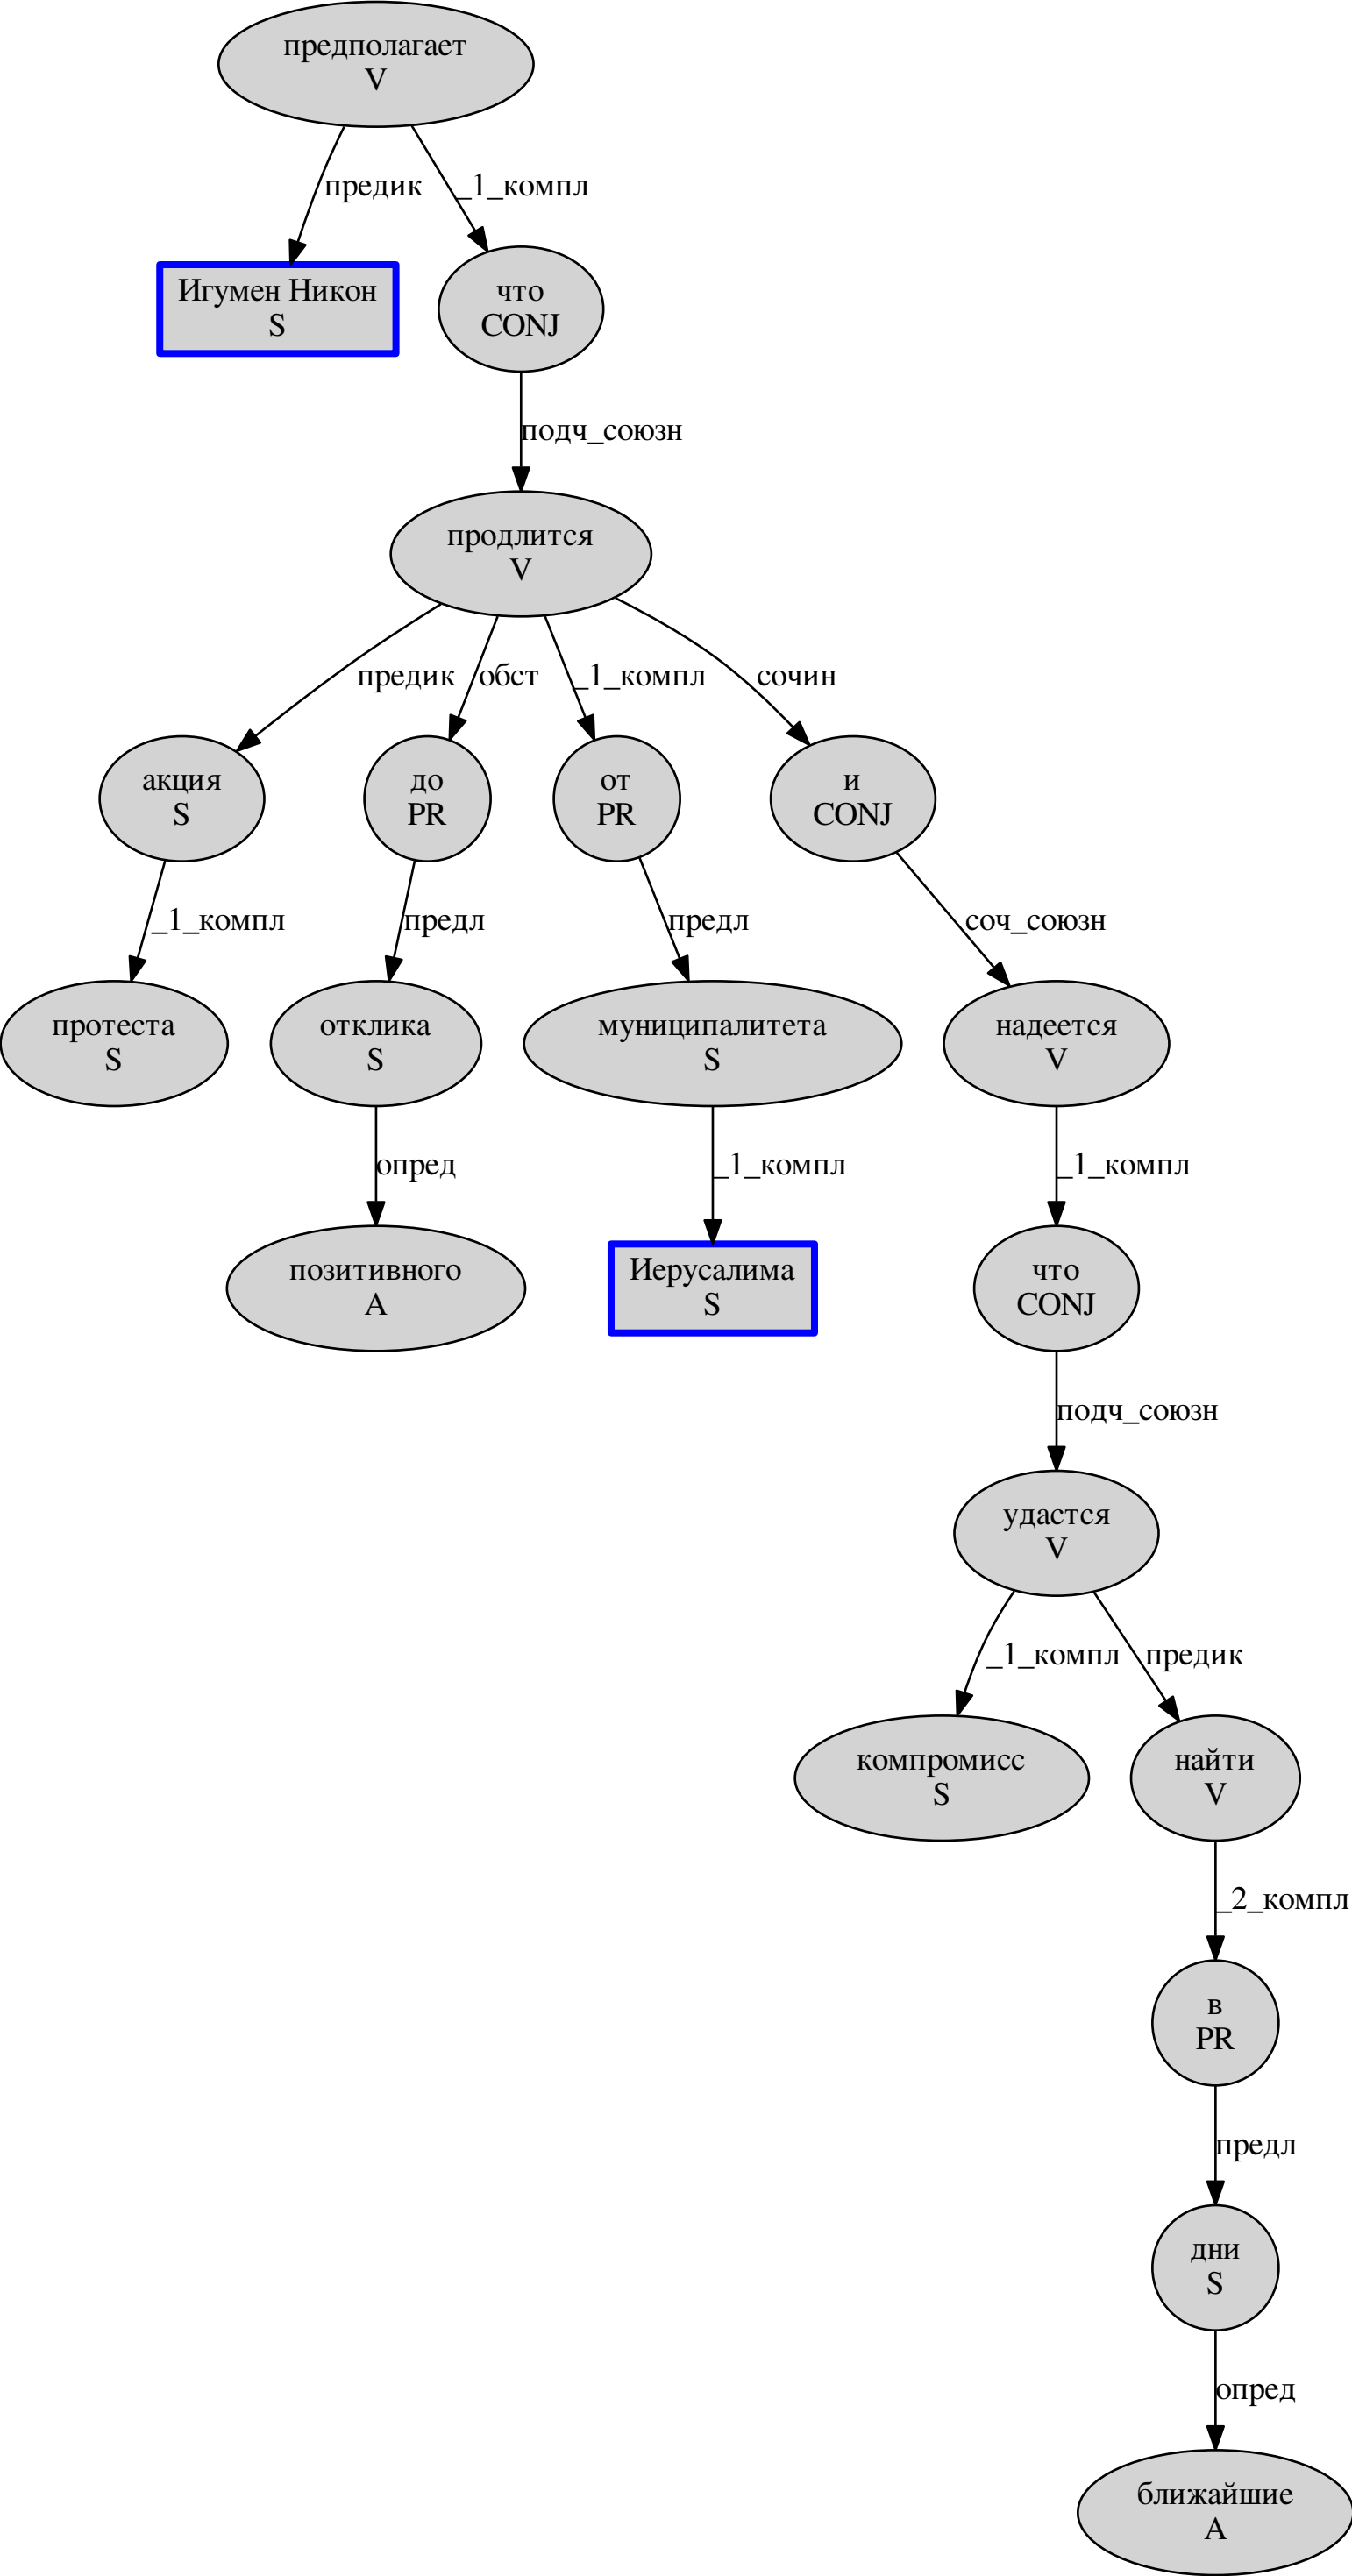 предполагает
V
предик
_1_компл
Игумен Никон
S
что
CONJ
подч_союзн
продлится
V
предик
обст
_1_компл
сочин
акция
S
до
PR
от
PR
и
CONJ
_1_компл
предл
предл
соч_союзн
протеста
S
отклика
S
муниципалитета
S
надеется
V
опред
_1_компл
_1_компл
позитивного
A
Иерусалима
S
что
CONJ
подч_союзн
удастся
V
_1_компл
предик
компромисс
S
найти
V
_2_компл
в
PR
предл
дни
S
опред
ближайшие
A